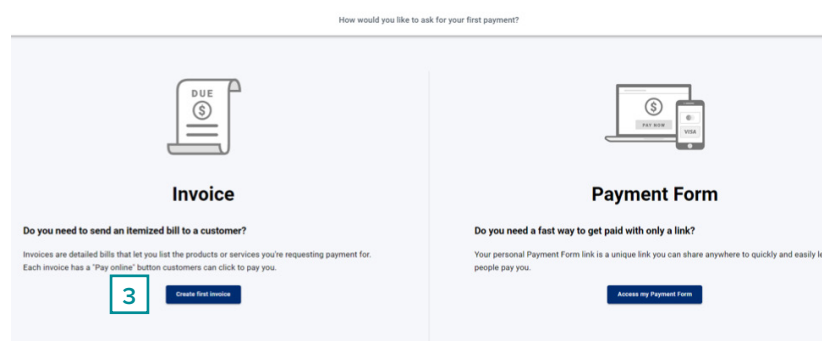 How would you like to ask for your first payment?
DUE
$
Invoice
Do you need to send an itemized bill to a customer?
Invoices are detailed bills that let you list the products or services you're requesting payment for.
Each invoice has a "Pay online" button customers can click to pay you.
3
Create first invoice
$
PAY NOW
VISA
Payment Form
Do you need a fast way to get paid with only a link?
Your personal Payment Form link is a unique link you can share anywhere to quickly and easily le
people pay you.
Access my Payment Form